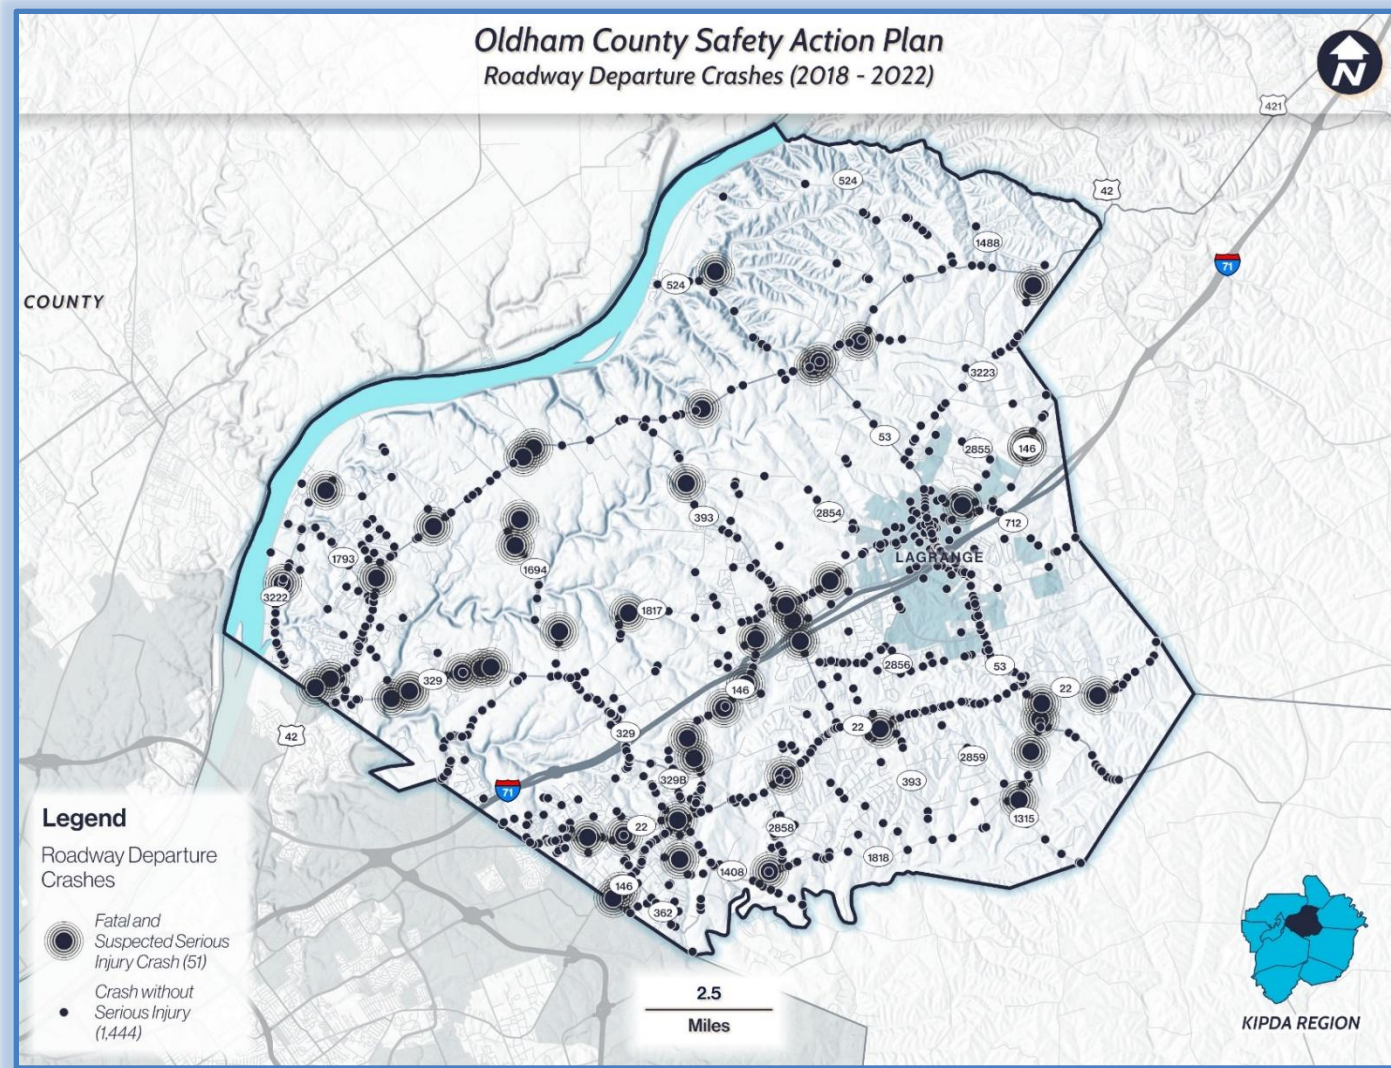 Oldham County Safety Action Plan
Roadway Departure Crashes (2018 - 2022)
N
421
42
71
COUNTY
524
1488
524
3223
53
2855
146
393
2854
712
LAGRANGE
1793
1694
3222
1817
329
2856
53
146
22
42
329
22
2859
329B
393
71
22
2858
1315
1818
1408
146
362
Legend
Roadway Departure
Crashes
Fatal and
Suspected Serious
Injury Crash (51)
Crash without
Serious Injury
(1,444)
2.5
Miles
KIPDA REGION